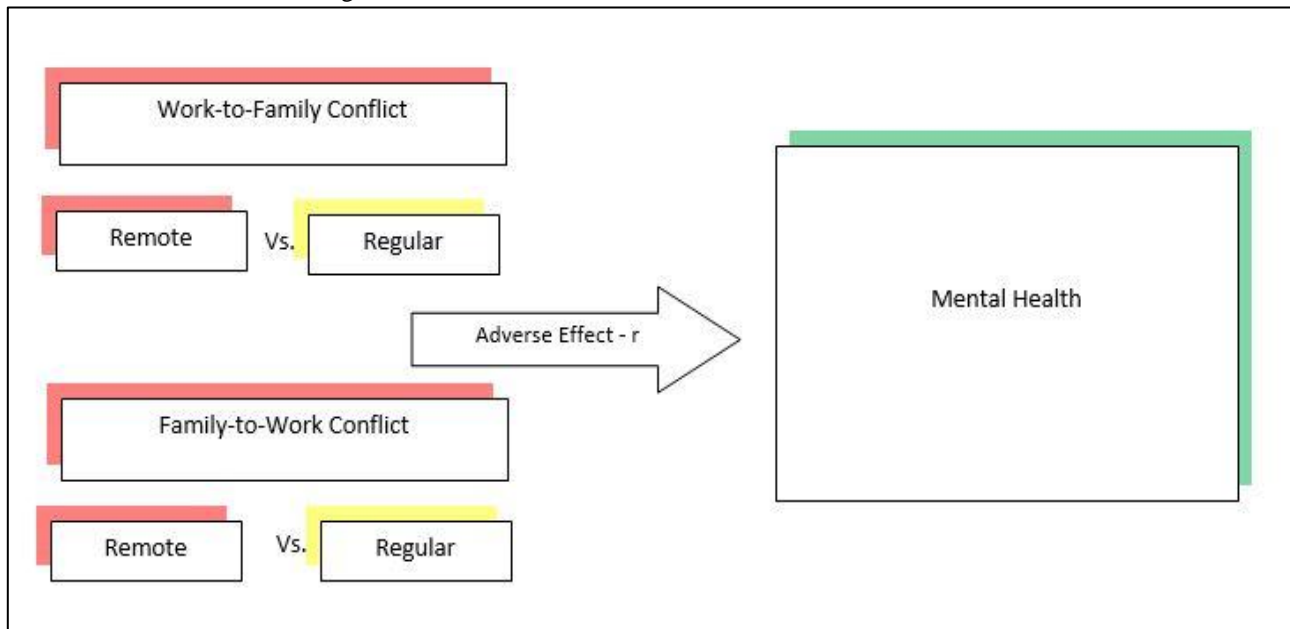 Work-to-Family Conflict
Remote Vs. Regular
Adverse Effect - r
Mental Health
Family-to-Work Conflict
Remote Vs. Regular